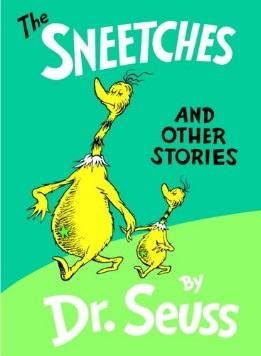 The
SNEETCHES
AND
OTHER
STORIES
BY
Dr. Seuss